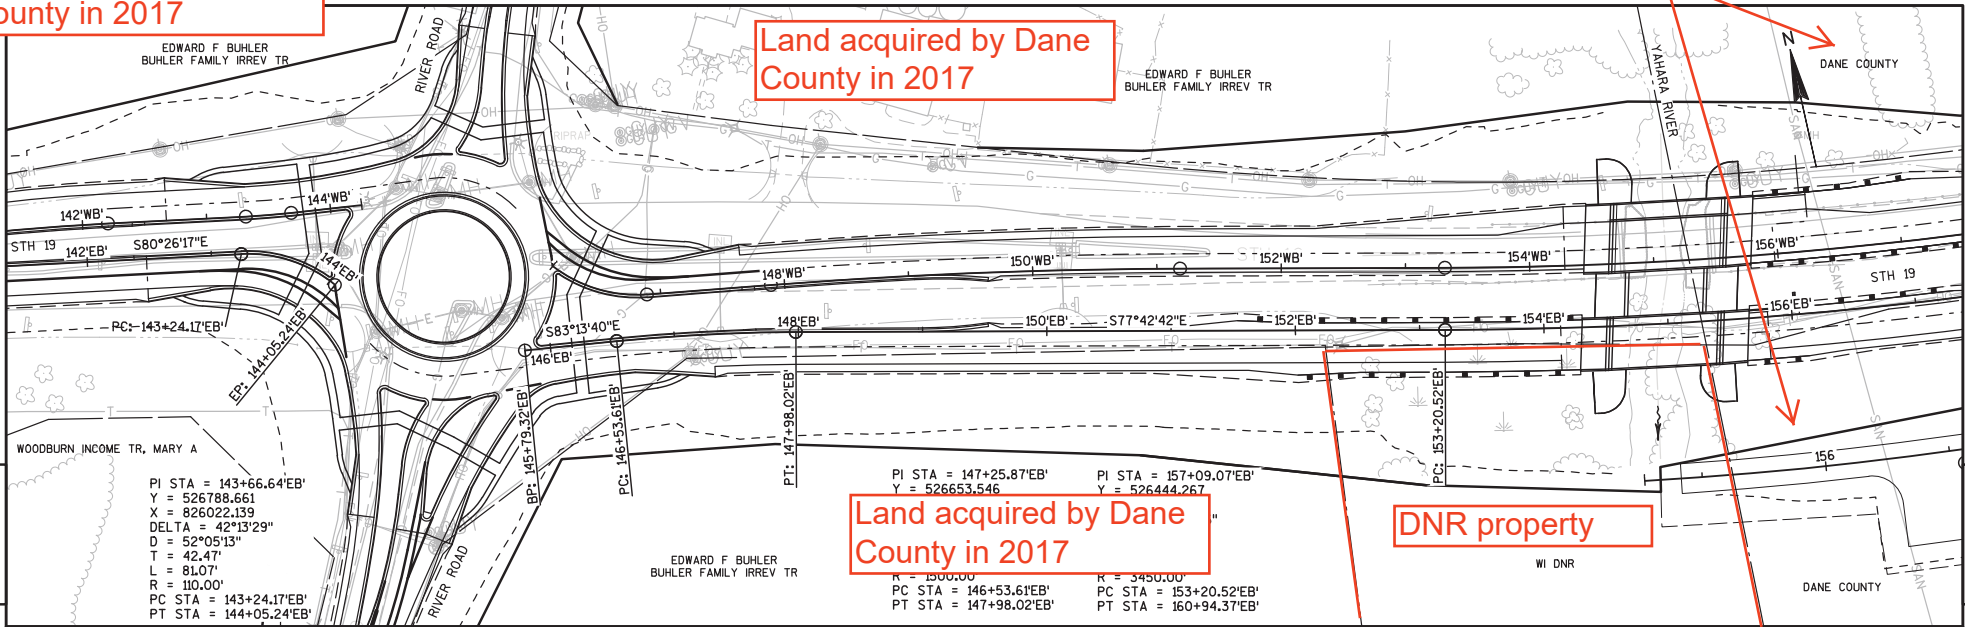 ounty in 2017
EDWARD F BUHLER
BUHLER FAMILY IRREV TR
RIVER ROAD
Land acquired by Dane
County in 2017
EDWARD F BUHLER
BUHLER FAMILY IRREV TR
YAHARA RIVER
N
DANE COUNTY
RIPRAP
142'WB'
144'WB'
STH 19
142'EB'
S80°26'17"E
144'EB'
148'WB'
150'WB'
152'WB'
154'WB'
156'WB'
STH 19
PC: 143+24.17'EB'
EP: 144+05.24'EB'
S83°13'40"E
146'EB'
148'EB'
150'EB'
S77°42'42"E
152'EB'
154'EB'
156'EB'
BP: 145+79.32'EB'
PC: 146+53.61'EB'
PT: 147+98.02'EB'
PC: 153+20.52'EB'
WOODBURN INCOME TR, MARY A
PI STA = 143+66.64'EB'
Y = 526788.661
X = 826022.139
DELTA = 42°13'29"
D = 52°05'13"
T = 42.47'
L = 81.07'
R = 110.00'
PC STA = 143+24.17'EB'
PT STA = 144+05.24'EB'
RIVER ROAD
EDWARD F BUHLER
BUHLER FAMILY IRREV TR
PI STA = 147+25.87'EB'
Y = 526653.546
Land acquired by Dane
County in 2017
R = 1500.00'
PC STA = 146+53.61'EB'
PT STA = 147+98.02'EB'
PI STA = 157+09.07'EB'
Y = 526444.267
R = 3450.00'
PC STA = 153+20.52'EB'
PT STA = 160+94.37'EB'
DNR property
WI DNR
156
DANE COUNTY
SAN
SAN
SAN
SAN